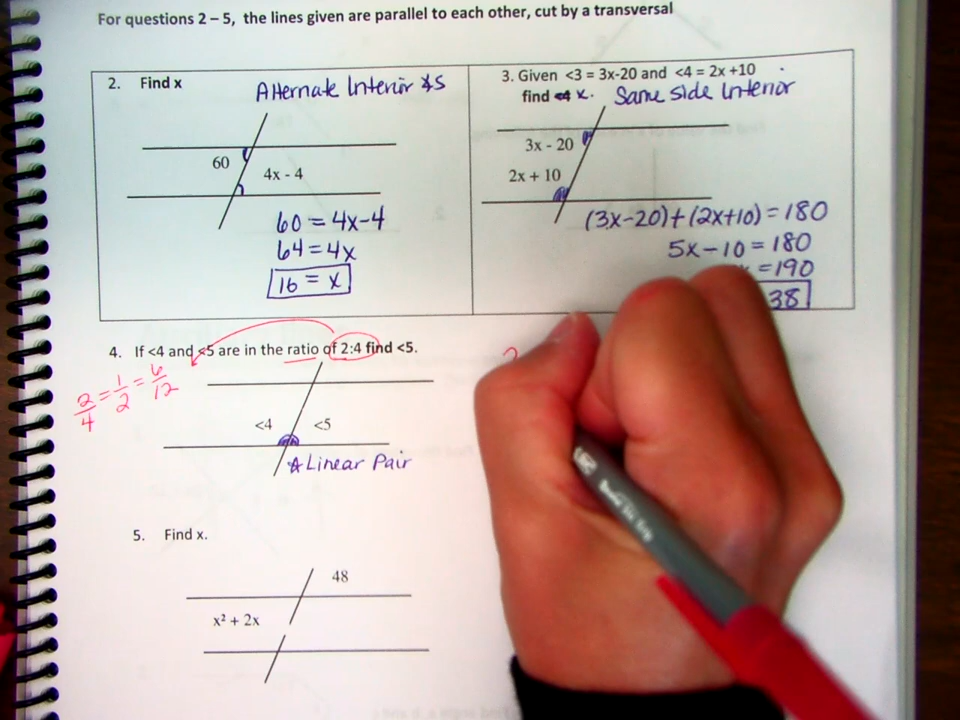 For questions 2 – 5, the lines given are parallel to each other, cut by a transversal
2. Find x
Alternate Interior ∡s
60
4x - 4
60 = 4x-4
64 = 4x
16 = x
3. Given <3 = 3x-20 and <4 = 2x +10
find x.
Same side Interior
3x - 20
2x + 10
(3x-20)+(2x+10) = 180
5x-10 = 180
=190
38
4. If <4 and <5 are in the ratio of 2:4 find <5.
2/4 = 1/2 = 6/12
<4
<5
Linear Pair
5. Find x.
48
x² + 2x